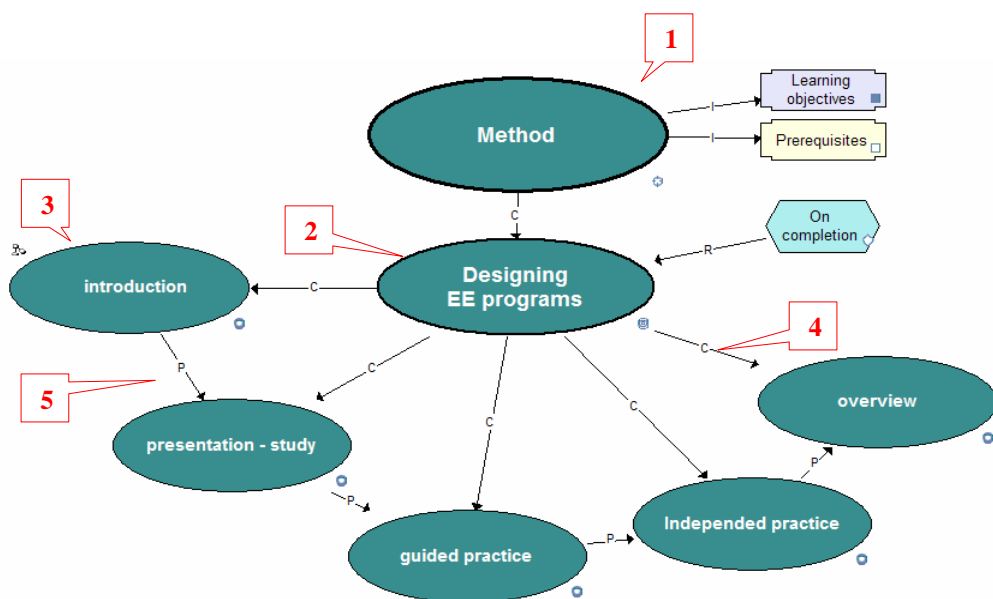 1
Learning
objectives
I
Method
I
Prerequisites
C
3
2
On
completion
R
introduction
C
Designing
EE programs
4
C
5
P
C
C
C
overview
presentation - study
P
P
Independed practice
guided practice
P